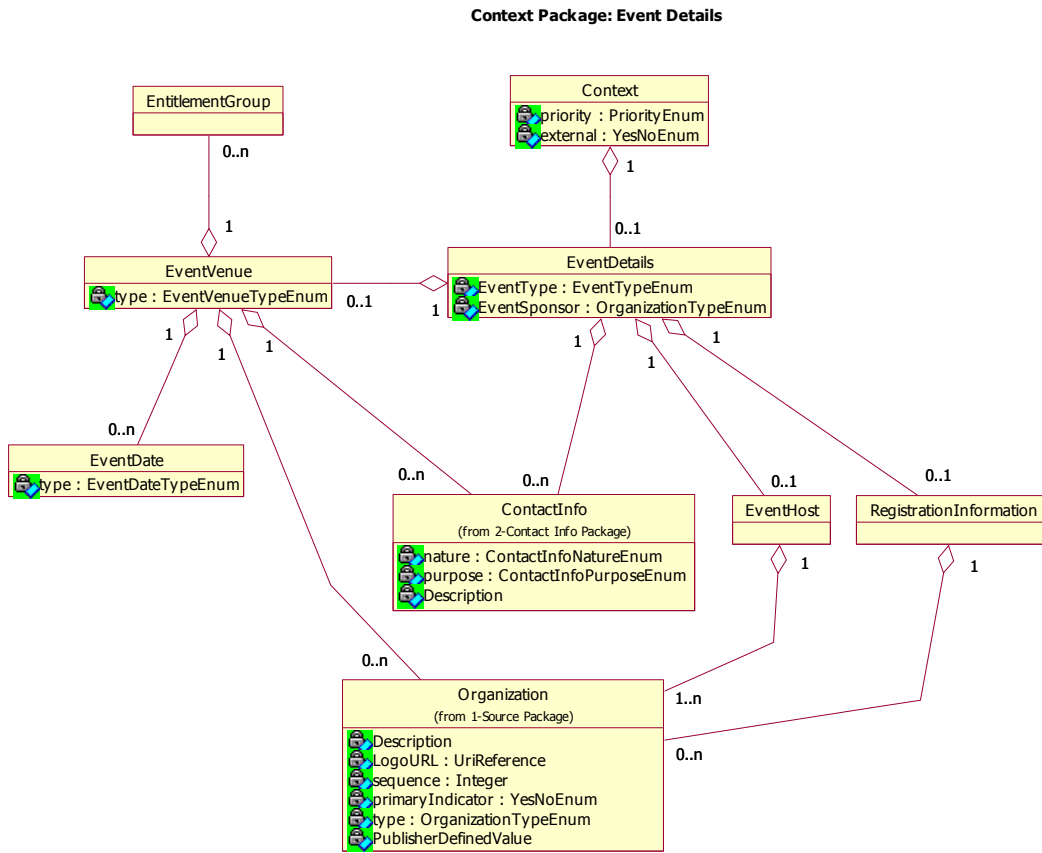 Context Package: Event Details
EntitlementGroup
Context
priority : PriorityEnum
external : YesNoEnum
0..n
1
1
0..1
EventVenue
type : EventVenueTypeEnum
EventDetails
EventType : EventTypeEnum
EventSponsor : OrganizationTypeEnum
0..1
1
1
1
1
1
1
1
0..n
0..n
0..n
0..1
0..1
EventDate
type : EventDateTypeEnum
ContactInfo
(from 2-Contact Info Package)
nature : ContactInfoNatureEnum
purpose : ContactInfoPurposeEnum
Description
EventHost
RegistrationInformation
1
1
0..n
1..n
0..n
Organization
(from 1-Source Package)
Description
LogoURL : UriReference
sequence : Integer
primaryIndicator : YesNoEnum
type : OrganizationTypeEnum
PublisherDefinedValue